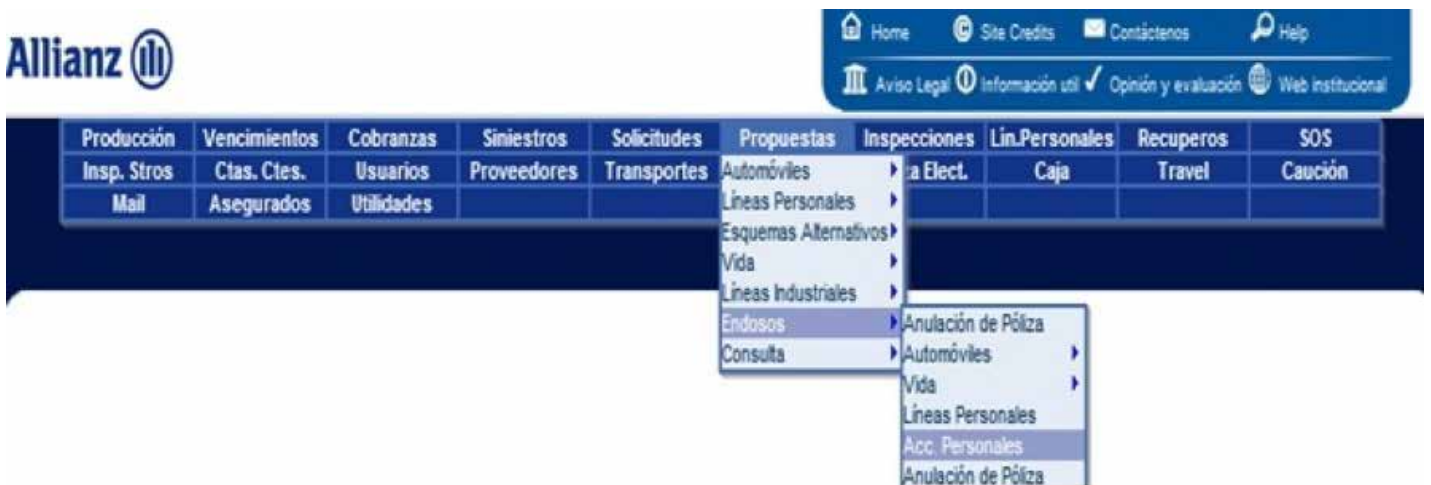 Allianz
Home Site Credits Contáctenos Help
Aviso Legal Información util Opinión y evaluación Web institucional
Producción Vencimientos Cobranzas Siniestros Solicitudes Propuestas Inspecciones Lín.Personales Recuperos SOS
Insp. Stros Ctas. Ctes. Usuarios Proveedores Transportes a Elect. Caja Travel Caución
Mail Asegurados Utilidades
Automóviles
Líneas Personales
Esquemas Alternativos
Vida
Líneas Industriales
Endosos
Consulta
Anulación de Póliza
Automóviles
Vida
Líneas Personales
Acc. Personales
Anulación de Póliza